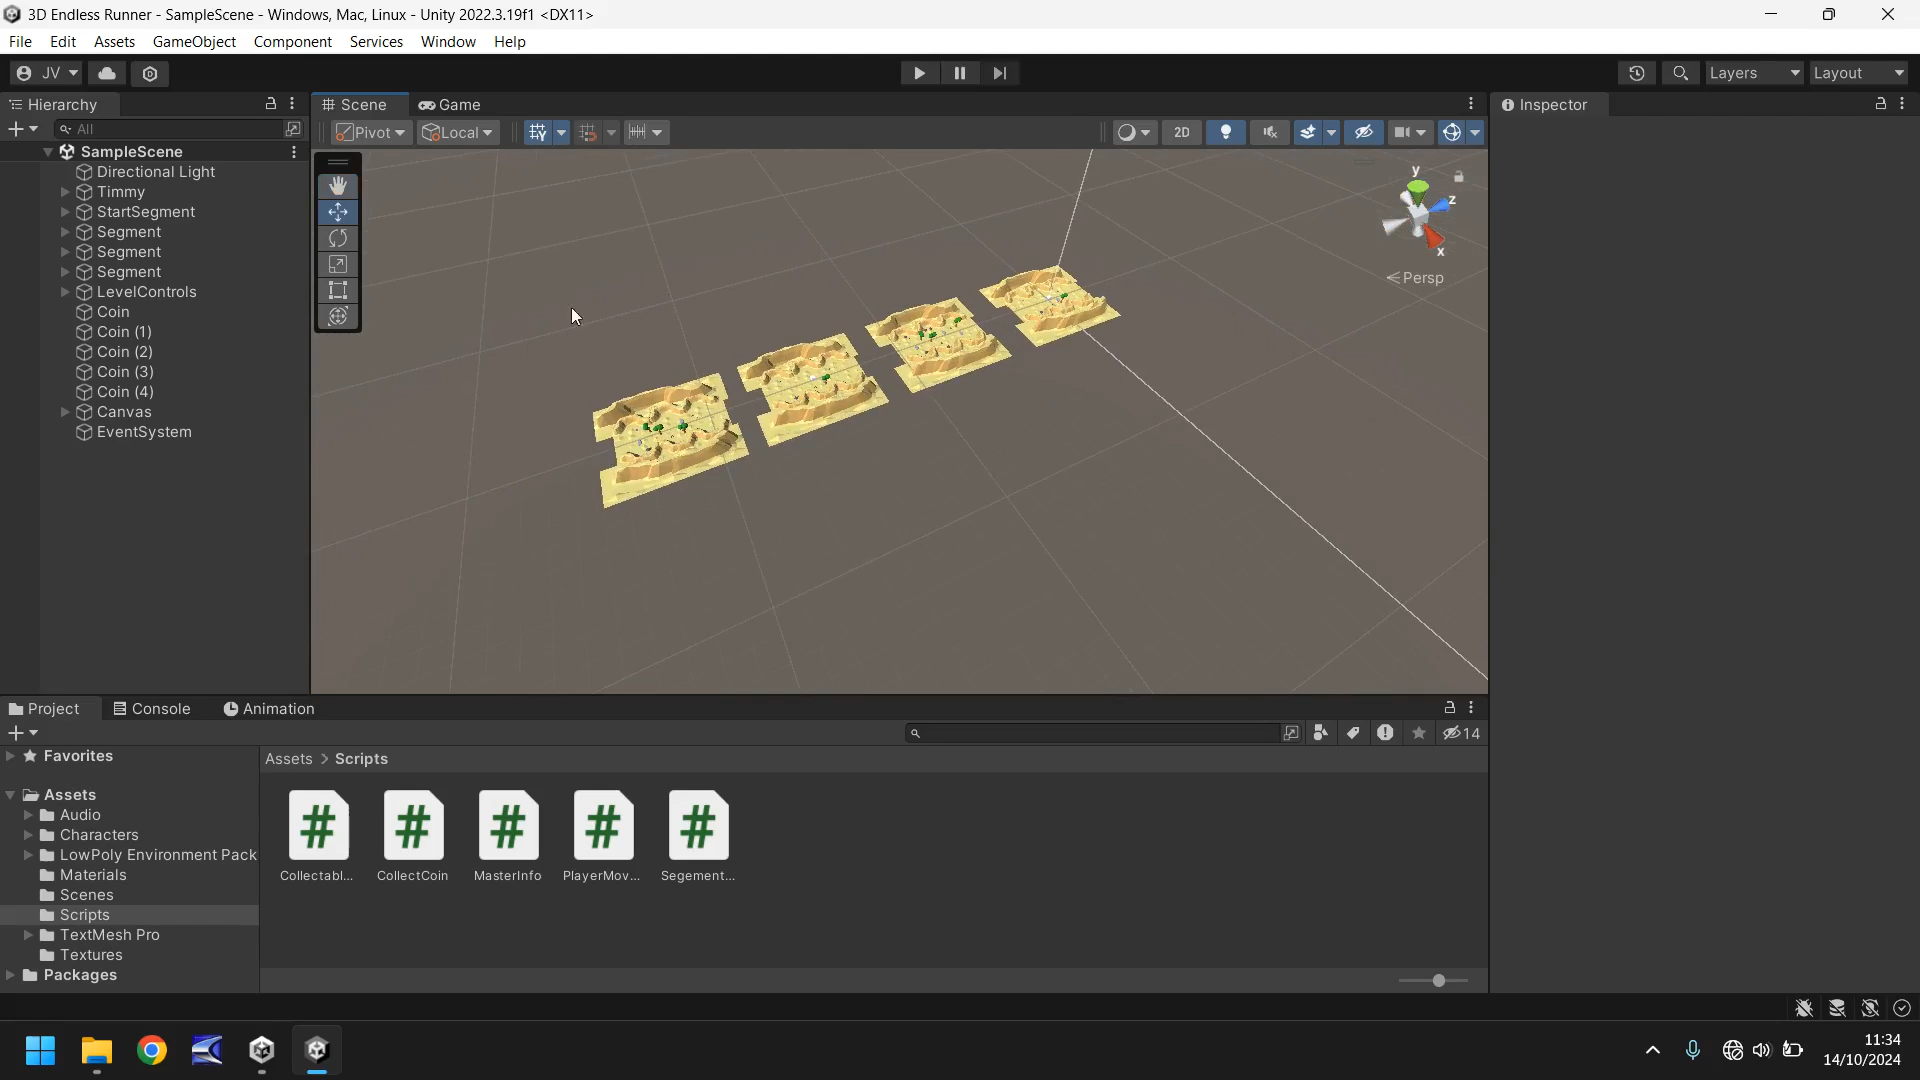 3D Endless Runner - SampleScene - Windows, Mac, Linux - Unity 2022.3.19f1 <DX11>
File Edit Assets GameObject Component Services Window Help
JV Layers Layout
Hierarchy Scene Game Inspector
All Pivot Local 2D
SampleScene
Directional Light
Timmy
StartSegment
Segment
Segment
Segment
LevelControls
Coin
Coin (1)
Coin (2)
Coin (3)
Coin (4)
Canvas
EventSystem
y
z
x
Persp
Project Console Animation
14
Favorites
Assets
Audio
Characters
LowPoly Environment Pack
Materials
Scenes
Scripts
TextMesh Pro
Textures
Packages
Assets > Scripts
Collectabl... CollectCoin MasterInfo PlayerMov... Segement...
11:34
14/10/2024